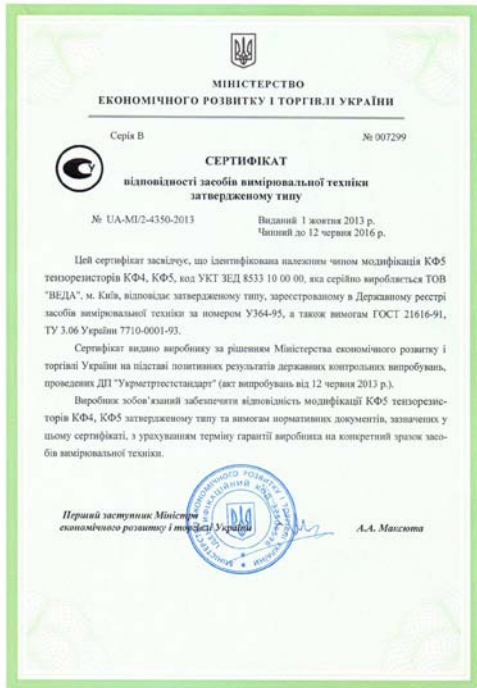 МІНІСТЕРСТВО
ЕКОНОМІЧНОГО РОЗВИТКУ І ТОРГІВЛІ УКРАЇНИ
Серія В № 007299
СЕРТИФІКАТ
відповідності засобів вимірювальної техніки
затвердженому типу
№ UA-MI/2-4350-2013 Виданий 1 жовтня 2013 р.
Чинний до 12 червня 2016 р.
Цей сертифікат засвідчує, що ідентифікована належним чином модифікація КФ5
тензорезисторів КФ4, КФ5, код УКТ ЗЕД 8533 10 00 00, яка серійно виробляється ТОВ
"ВЕДА", м. Київ, відповідає затвердженому типу, зареєстрованому в Державному реєстрі
засобів вимірювальної техніки за номером У364-95, а також вимогам ГОСТ 21616-91,
ТУ 3.06 України 7710-0001-93.
Сертифікат видано виробнику за рішенням Міністерства економічного розвитку і
торгівлі України на підставі позитивних результатів державних контрольних випробувань,
проведених ДП "Укрметртестстандарт" (акт випробувань від 12 червня 2013 р.).
Виробник зобов'язаний забезпечити відповідність модифікації КФ5 тензорезис-
торів КФ4, КФ5 затвердженому типу та вимогам нормативних документів, зазначених у
цьому сертифікаті, з урахуванням терміну гарантії виробника на конкретний зразок засо-
бів вимірювальної техніки.
Перший заступник Міністра
економічного розвитку і торгівлі України А.А. Максюта